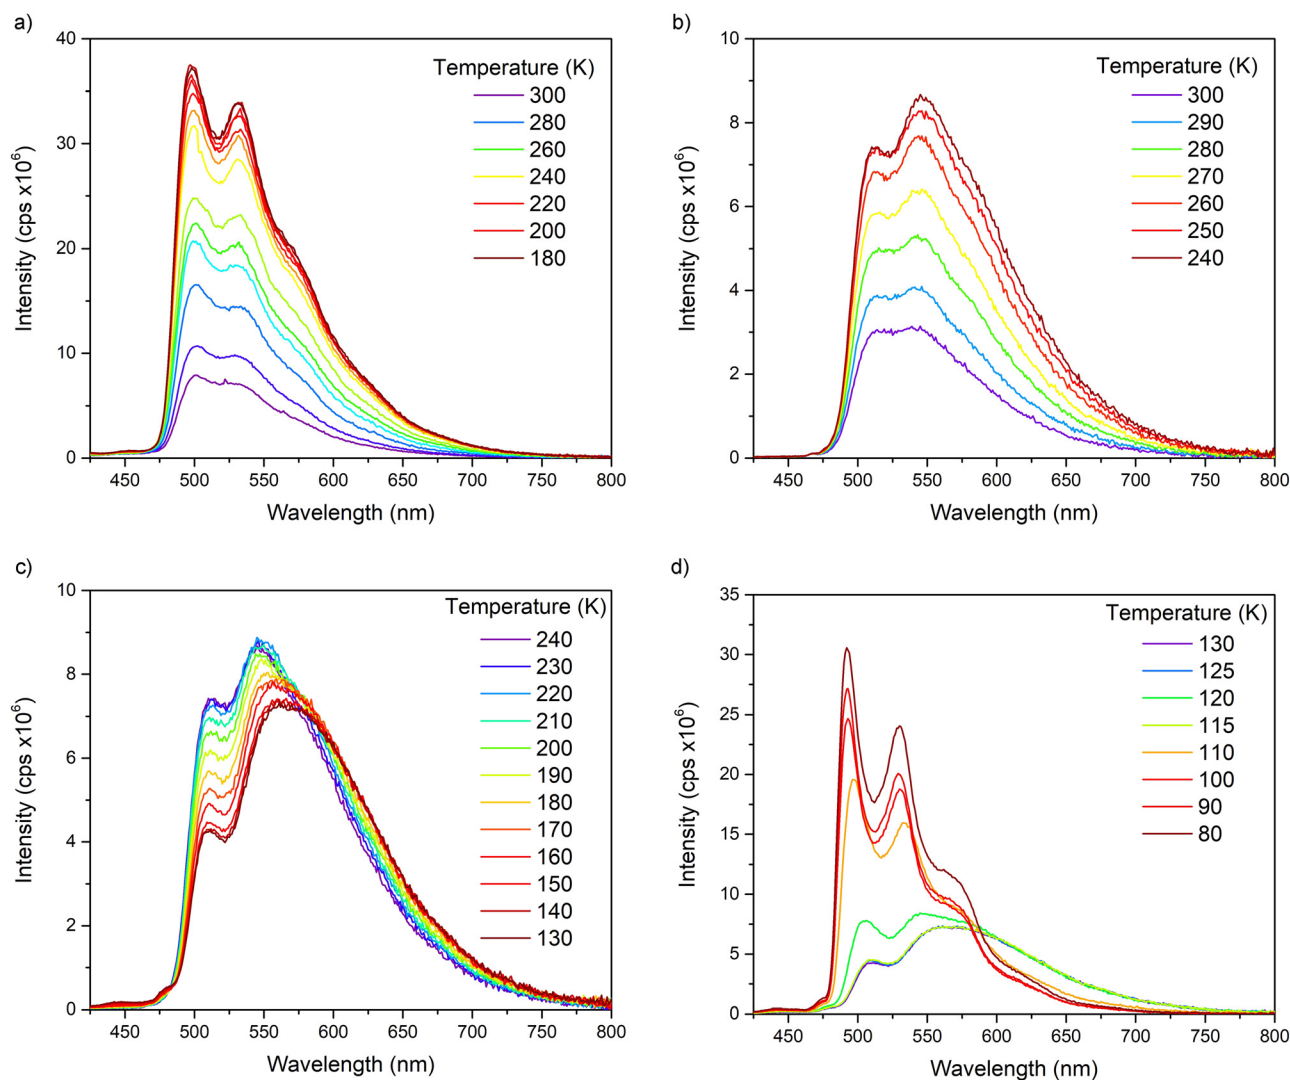 a)
40
30
20
10
0
Intensity (cps x10⁶)
Temperature (K)
300
280
260
240
220
200
180
450 500 550 600 650 700 750 800
Wavelength (nm)
b)
10
8
6
4
2
0
Intensity (cps x10⁶)
Temperature (K)
300
290
280
270
260
250
240
450 500 550 600 650 700 750 800
Wavelength (nm)
c)
10
8
6
4
2
0
Intensity (cps x10⁶)
Temperature (K)
240
230
220
210
200
190
180
170
160
150
140
130
450 500 550 600 650 700 750 800
Wavelength (nm)
d)
35
30
25
20
15
10
5
0
Intensity (cps x10⁶)
Temperature (K)
130
125
120
115
110
100
90
80
450 500 550 600 650 700 750 800
Wavelength (nm)